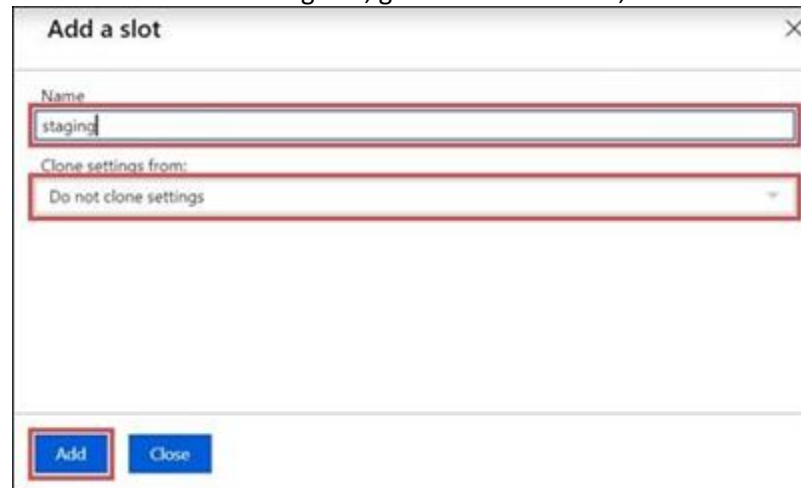 Add a slot
Name
staging
Clone settings from:
Do not clone settings
Add
Close